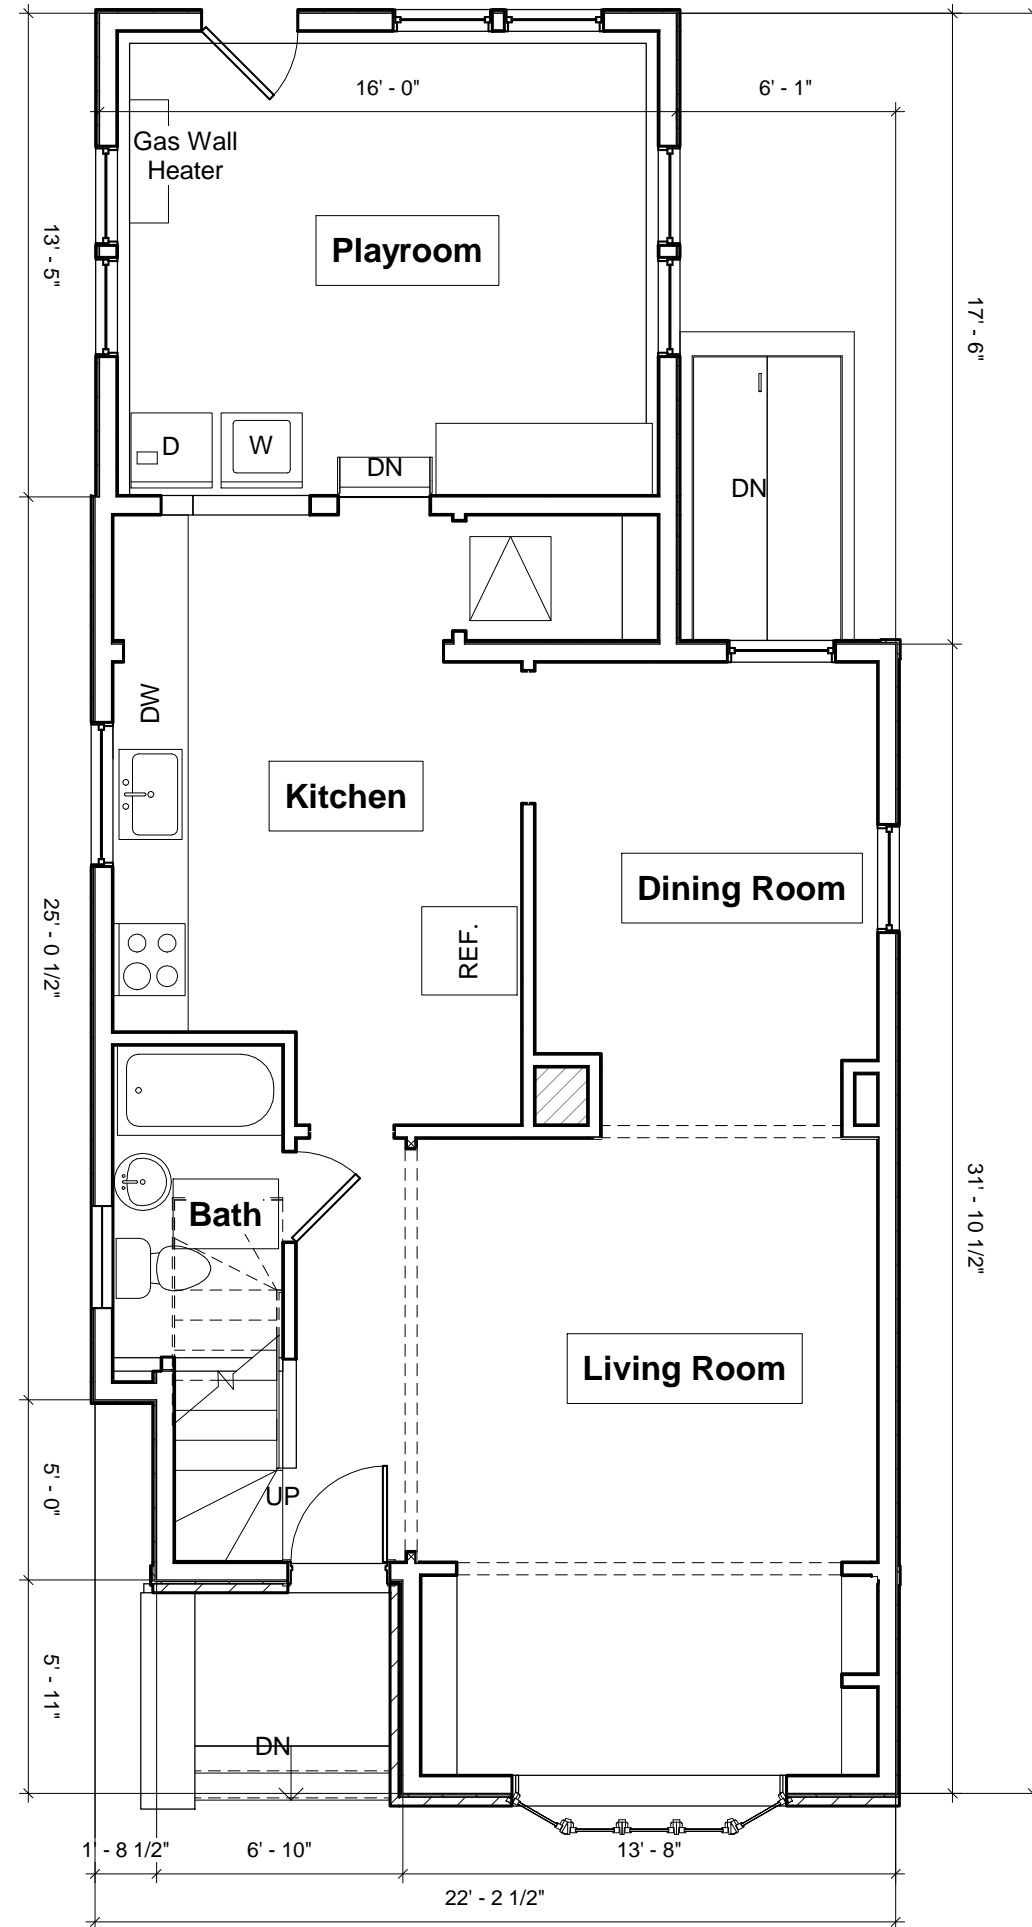 16' - 0"
6' - 1"
Gas Wall
Heater
13' - 5"
Playroom
17' - 6"
D
W
DN
DN
DW
Kitchen
Dining Room
REF.
25' - 0 1/2"
Bath
31' - 10 1/2"
Living Room
UP
5' - 0"
5' - 11"
DN
1' - 8 1/2"
6' - 10"
13' - 8"
22' - 2 1/2"